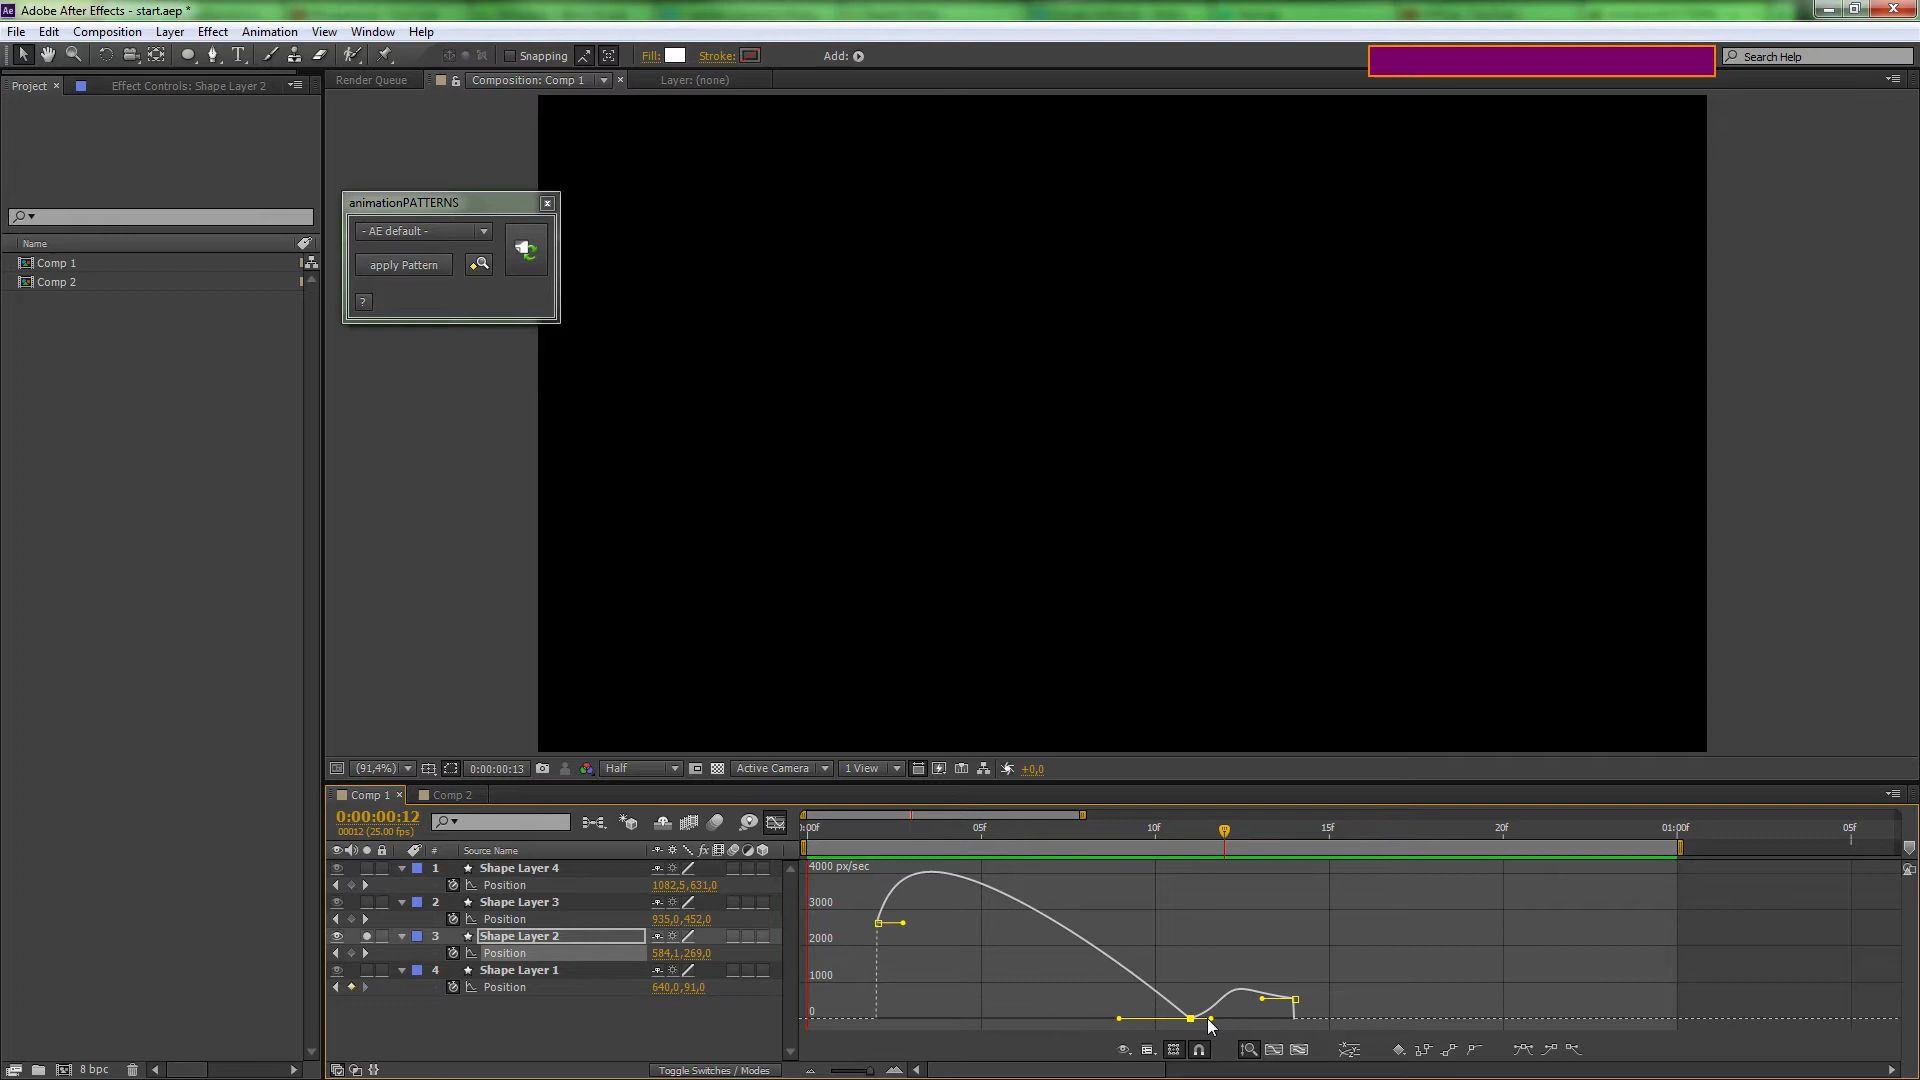 Adobe After Effects - start.aep *
File Edit Composition Layer Effect Animation View Window Help
Snapping Fill: Stroke: Add: Search Help
Project × Effect Controls: Shape Layer 2
Render Queue Composition: Comp 1 × Layer: (none)
animationPATTERNS
- AE default -
apply Pattern
?
Name
Comp 1
Comp 2
(91,4%) 0:00:00:13 Half Active Camera 1 View +0,0
Comp 1 × Comp 2
0:00:00:12
00012 (25.00 fps)
:00f 05f 10f 15f 20f 01:00f 05f
# Source Name
1 Shape Layer 4
Position 1082,5,631,0
2 Shape Layer 3
Position 935,0,452,0
3 Shape Layer 2
Position 584,1,269,0
4 Shape Layer 1
Position 640,0,91,0
4000 px/sec
3000
2000
1000
0
8 bpc
Toggle Switches / Modes